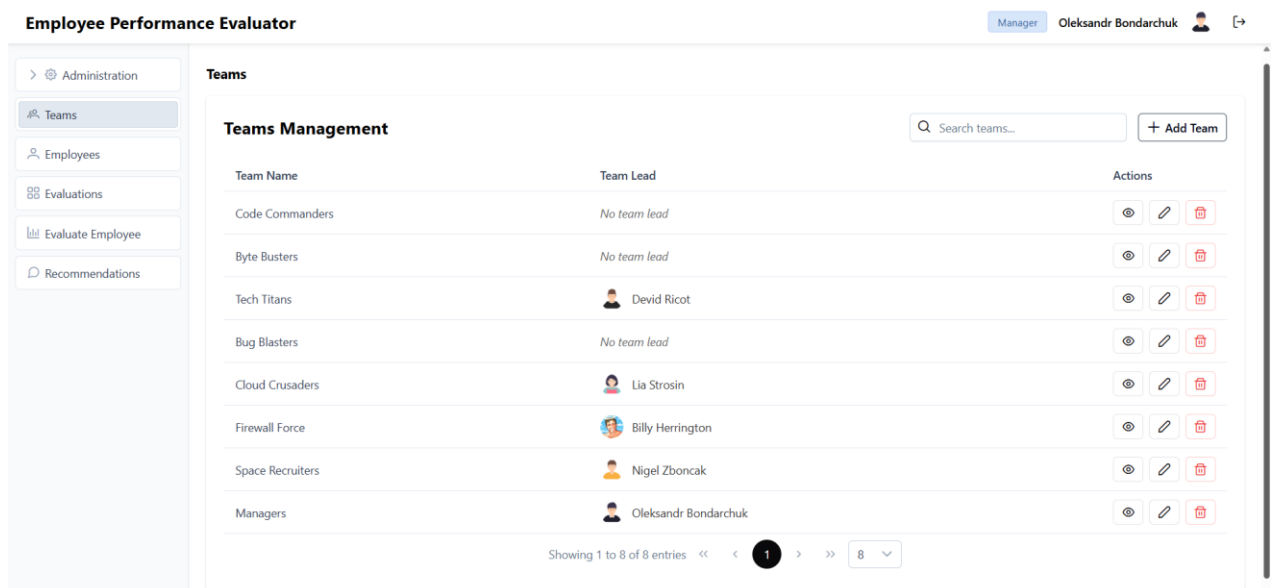 Employee Performance Evaluator
Manager Oleksandr Bondarchuk
Administration
Teams
Employees
Evaluations
Evaluate Employee
Recommendations
Teams
Teams Management
Search teams...
+ Add Team
Team Name Team Lead Actions
Code Commanders No team lead
Byte Busters No team lead
Tech Titans Devid Ricot
Bug Blasters No team lead
Cloud Crusaders Lia Strosin
Firewall Force Billy Herrington
Space Recruiters Nigel Zboncak
Managers Oleksandr Bondarchuk
Showing 1 to 8 of 8 entries << < 1 > >> 8